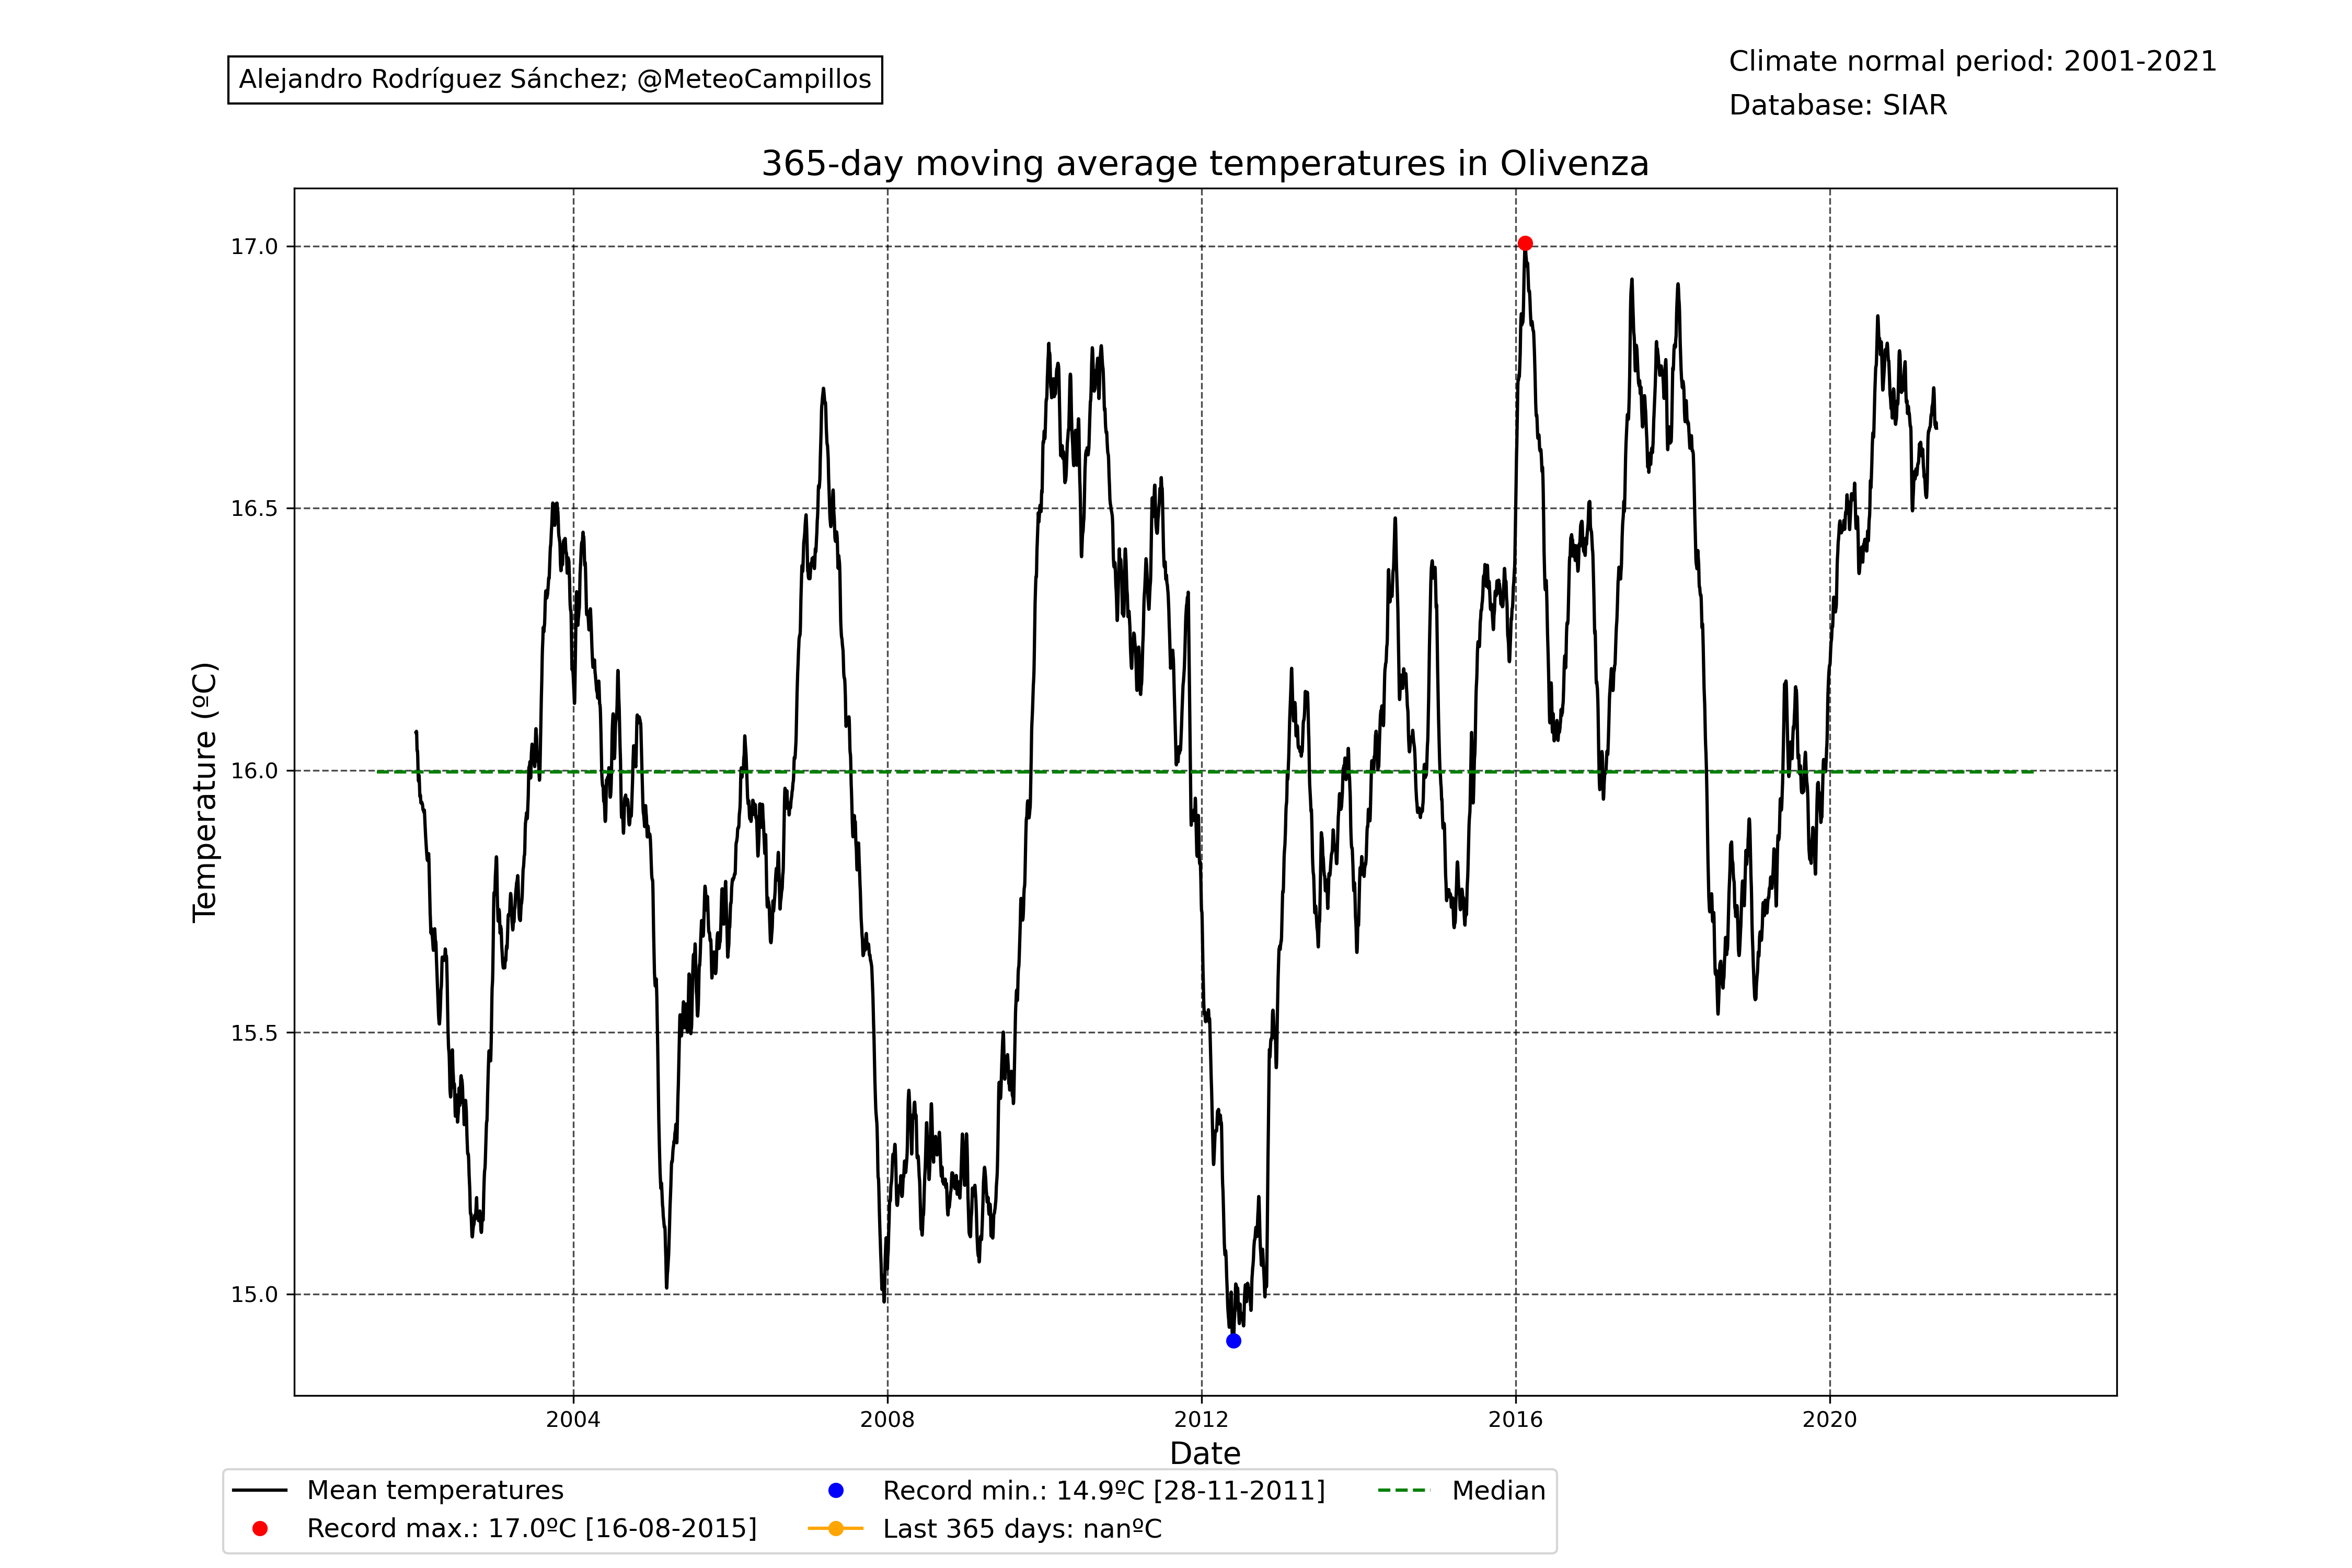 Alejandro Rodríguez Sánchez; @MeteoCampillos
Climate normal period: 2001-2021
Database: SIAR
365-day moving average temperatures in Olivenza
17.0
16.5
16.0
15.5
15.0
Temperature (ºC)
2004 2008 2012 2016 2020
Date
Mean temperatures
Record max.: 17.0ºC [16-08-2015]
Record min.: 14.9ºC [28-11-2011]
Last 365 days: nanºC
Median